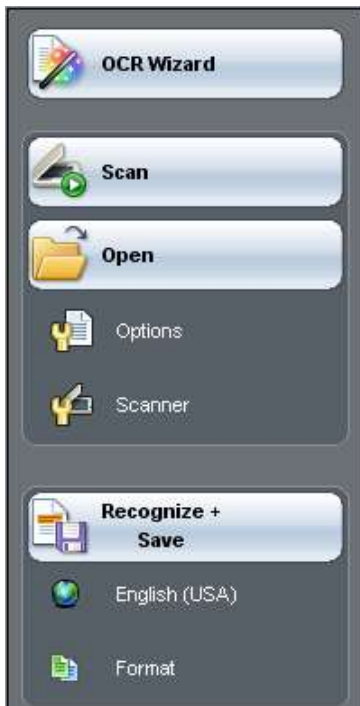 OCR Wizard
Scan
Open
Options
Scanner
Recognize +
Save
English (USA)
Format